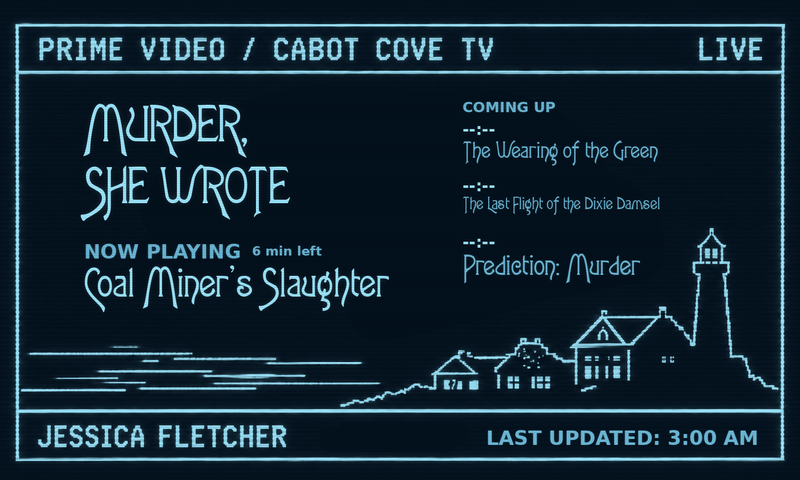 PRIME VIDEO / CABOT COVE TV
LIVE
MURDER,
SHE WROTE
NOW PLAYING 6 min left
Coal Miner's Slaughter
COMING UP
--:--
The Wearing of the Green
--:--
The Last Flight of the Dixie Damsel
--:--
Prediction: Murder
JESSICA FLETCHER
LAST UPDATED: 3:00 AM